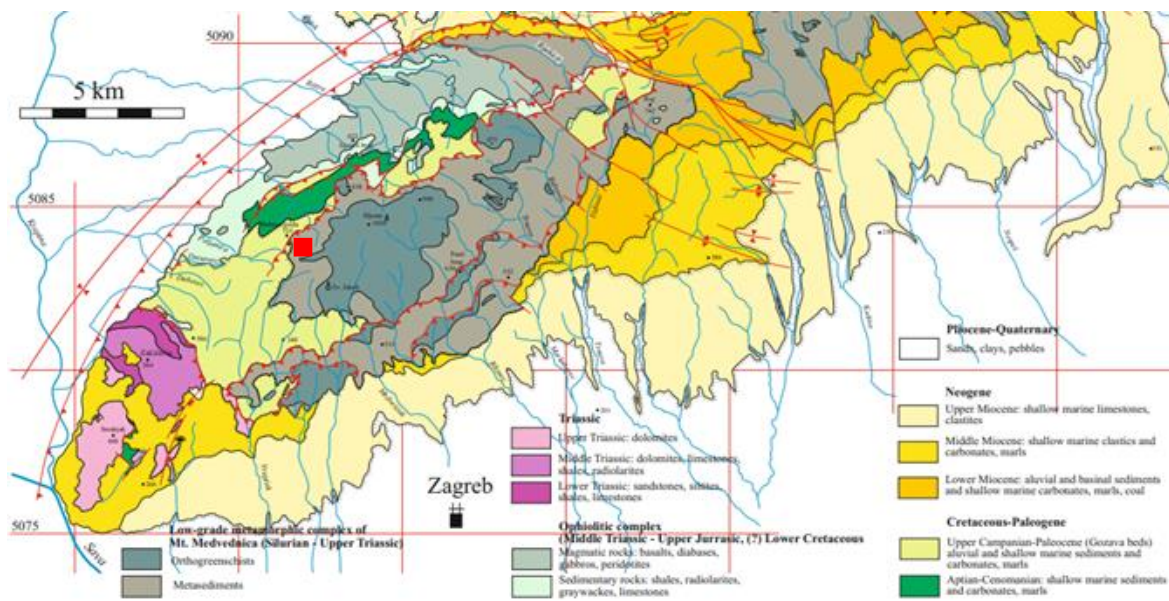 5090
5 km
5085
Zagreb
5075
Sava
Pliocene-Quaternary
Sands, clays, pebbles
Neogene
Upper Miocene: shallow marine limestones,
clastites
Middle Miocene: shallow marine clastics and
carbonates, marls
Lower Miocene: aluvial and basinal sediments
and shallow marine carbonates, marls, coal
Cretaceous-Paleogene
Upper Campanian-Paleocene (Gozava beds)
aluvial and shallow marine sediments and
carbonates, marls
Aptian-Cenomanian: shallow marine sediments
and carbonates, marls
Triassic
Upper Triassic: dolomites
Middle Triassic: dolomites, limestones,
shales, radiolarites
Lower Triassic: sandstones, siltites,
shales, limestones
Ophiolitic complex
(Middle Triassic - Upper Jurrasic, (?) Lower Cretaceous
Magmatic rocks: basalts, diabases,
gabbros, peridotites
Sedimentary rocks: shales, radiolarites,
graywackes, limestones
Low-grade metamorphic complex of
Mt. Medvednica (Silurian - Upper Triassic)
Orthogreenschists
Metasediments